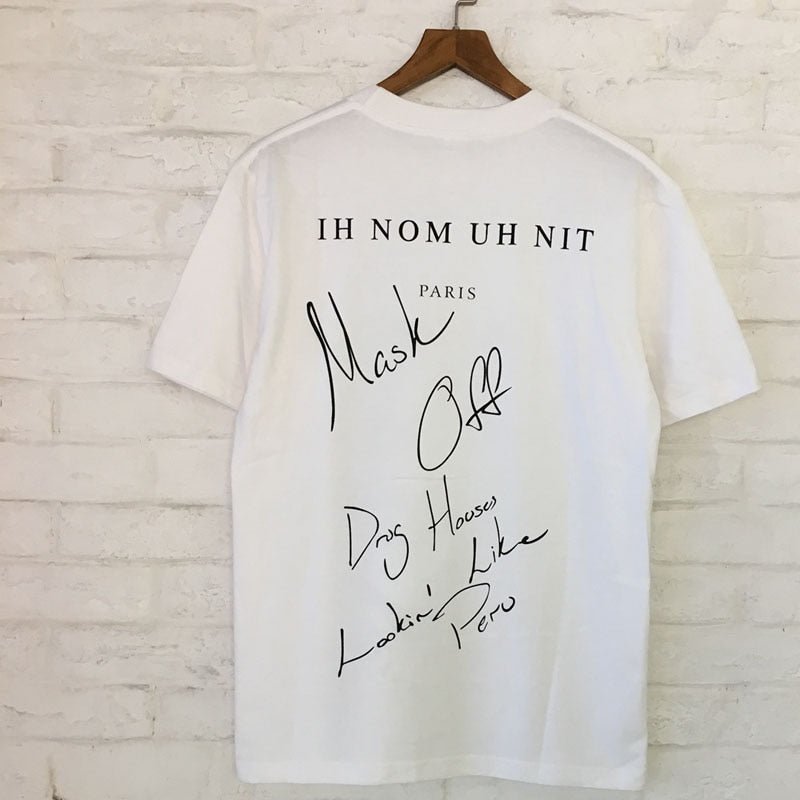 IH NOM UH NIT
PARIS
Mask
Off
Drug Houses
Lookin' Like
Peru